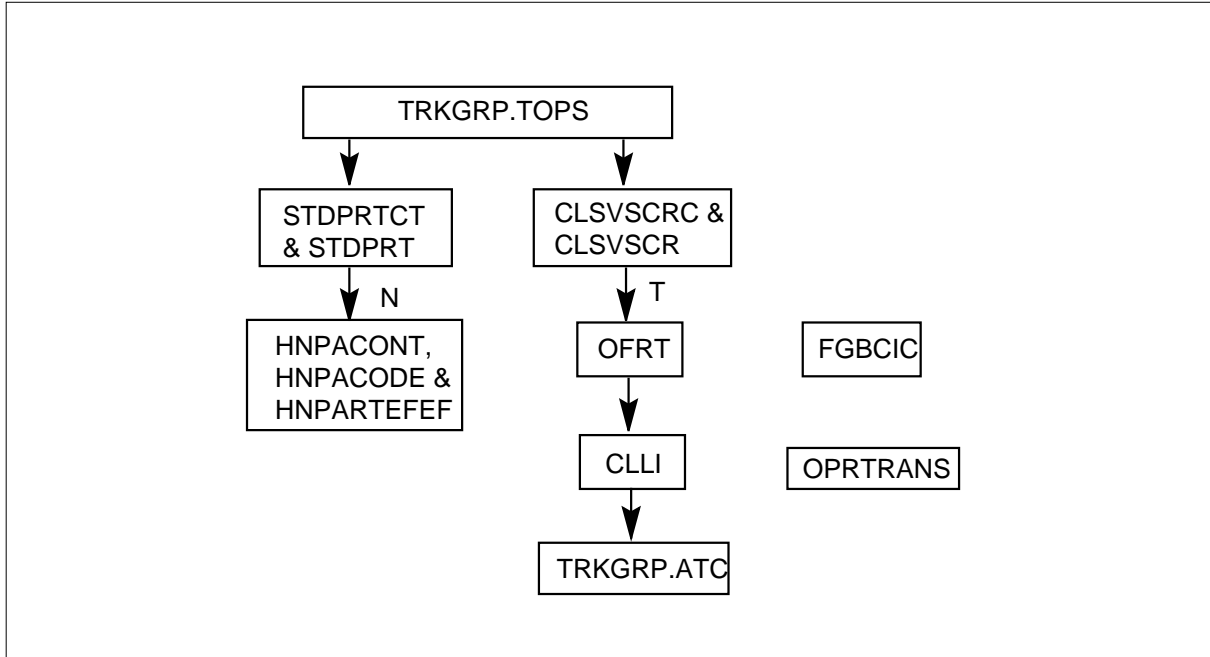 TRKGRP.TOPS
STDPRTCT
& STDPRT
CLSVSCRC &
CLSVSCR
N
T
HNPACONT,
HNPACODE &
HNPARTEFEF
OFRT
FGBCIC
CLLI
OPRTRANS
TRKGRP.ATC